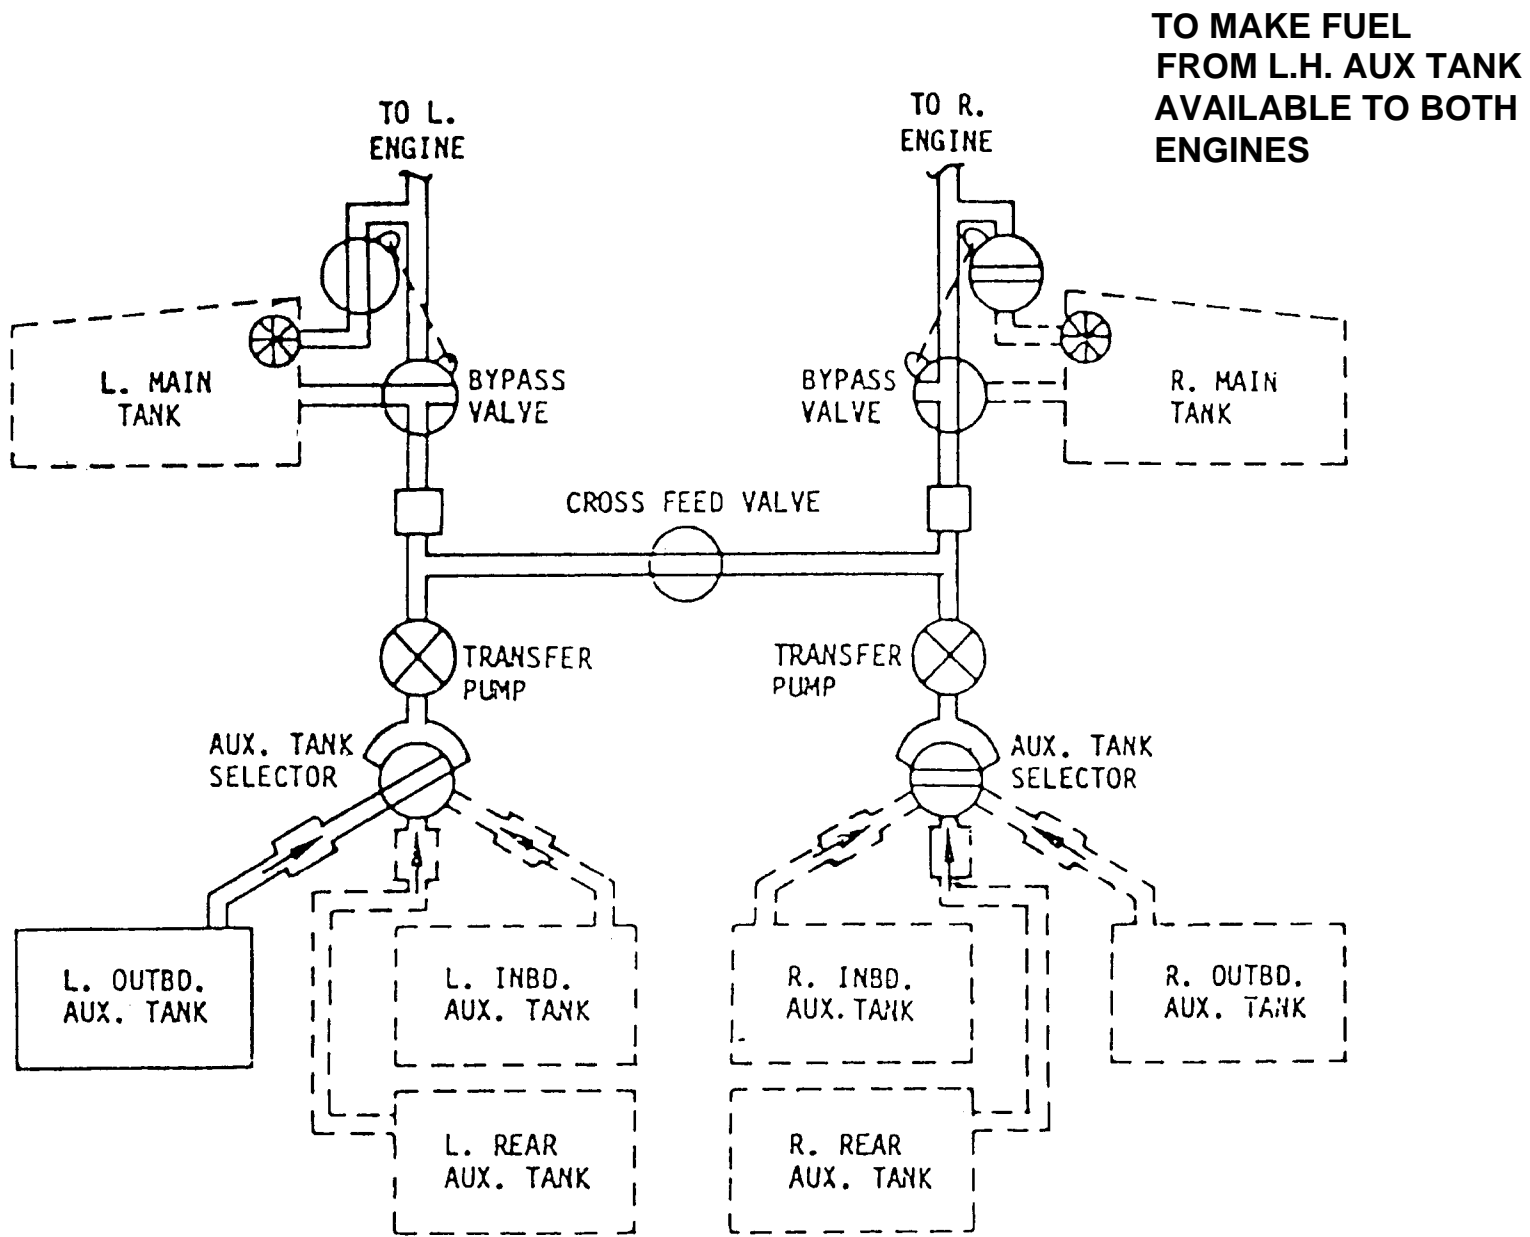 TO MAKE FUEL
FROM L.H. AUX TANK
AVAILABLE TO BOTH
ENGINES
TO L.
ENGINE
TO R.
ENGINE
L. MAIN
TANK
BYPASS
VALVE
BYPASS
VALVE
R. MAIN
TANK
CROSS FEED VALVE
TRANSFER
PUMP
TRANSFER
PUMP
AUX. TANK
SELECTOR
AUX. TANK
SELECTOR
L. OUTBD.
AUX. TANK
L. INBD.
AUX. TANK
R. INBD.
AUX. TANK
R. OUTBD.
AUX. TANK
L. REAR
AUX. TANK
R. REAR
AUX. TANK